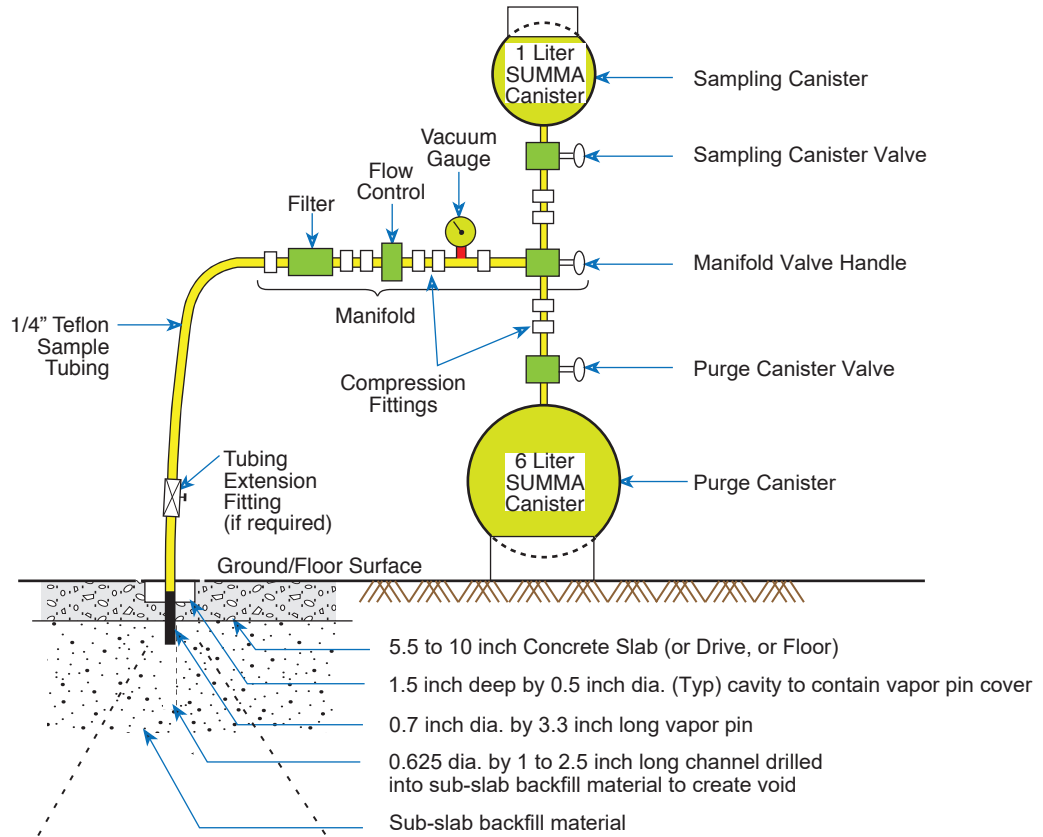 1 Liter
SUMMA
Canister
Sampling Canister
Vacuum
Gauge
Sampling Canister Valve
Flow
Control
Filter
Manifold Valve Handle
Manifold
1/4” Teflon
Sample
Tubing
Compression
Fittings
Purge Canister Valve
Tubing
Extension
Fitting
(if required)
6 Liter
SUMMA
Canister
Purge Canister
Ground/Floor Surface
5.5 to 10 inch Concrete Slab (or Drive, or Floor)
1.5 inch deep by 0.5 inch dia. (Typ) cavity to contain vapor pin cover
0.7 inch dia. by 3.3 inch long vapor pin
0.625 dia. by 1 to 2.5 inch long channel drilled
into sub-slab backfill material to create void
Sub-slab backfill material